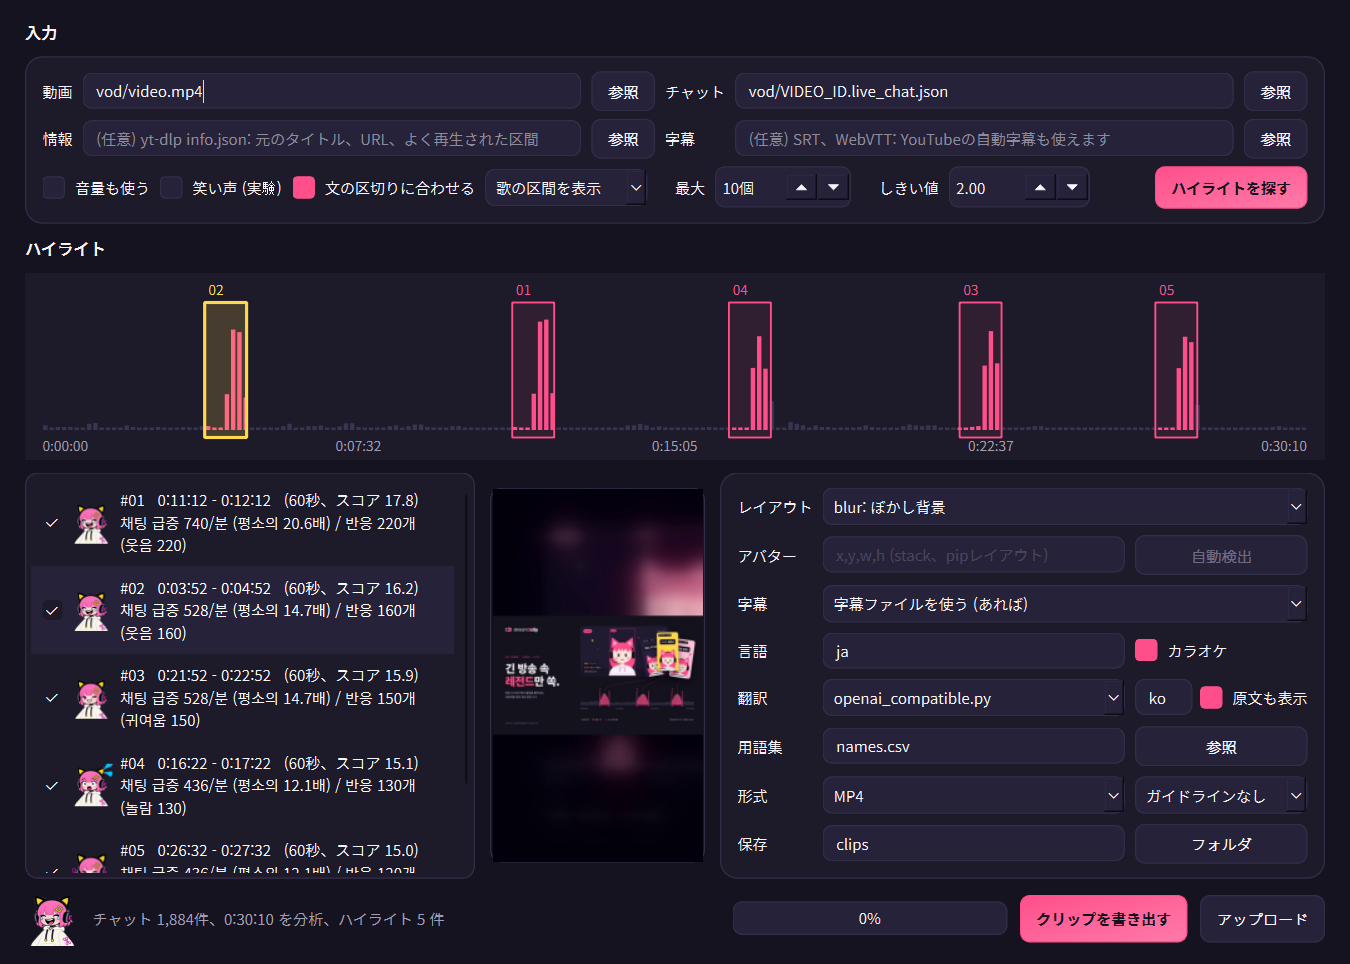 入力
動画 vod/video.mp4 参照 チャット vod/VIDEO_ID.live_chat.json 参照
情報 (任意) yt-dlp info.json: 元のタイトル、URL、よく再生された区間 参照 字幕 (任意) SRT、WebVTT: YouTubeの自動字幕も使えます 参照
音量も使う 笑い声 (実験) 文の区切りに合わせる 歌の区間を表示 最大 10個 しきい値 2.00 ハイライトを探す
ハイライト
02 01 04 03 05
0:00:00 0:07:32 0:15:05 0:22:37 0:30:10
#01 0:11:12 - 0:12:12 (60秒、スコア 17.8)
채팅 급증 740/분 (평소의 20.6배) / 반응 220개
(웃음 220)
#02 0:03:52 - 0:04:52 (60秒、スコア 16.2)
채팅 급증 528/분 (평소의 14.7배) / 반응 160개
(웃음 160)
#03 0:21:52 - 0:22:52 (60秒、スコア 15.9)
채팅 급증 528/분 (평소의 14.7배) / 반응 150개
(귀여움 150)
#04 0:16:22 - 0:17:22 (60秒、スコア 15.1)
채팅 급증 436/분 (평소의 12.1배) / 반응 130개
(놀람 130)
#05 0:26:32 - 0:27:32 (60秒、スコア 15.0)
채팅 급증 436/분 (평소의 12.1배) / 반응 120개
긴 방송 속
레전드만 쏙.
レイアウト blur: ぼかし背景
アバター x,y,w,h (stack、pipレイアウト) 自動検出
字幕 字幕ファイルを使う (あれば)
言語 ja カラオケ
翻訳 openai_compatible.py ko 原文も表示
用語集 names.csv 参照
形式 MP4 ガイドラインなし
保存 clips フォルダ
チャット 1,884件、0:30:10 を分析、ハイライト 5 件 0% クリップを書き出す アップロード